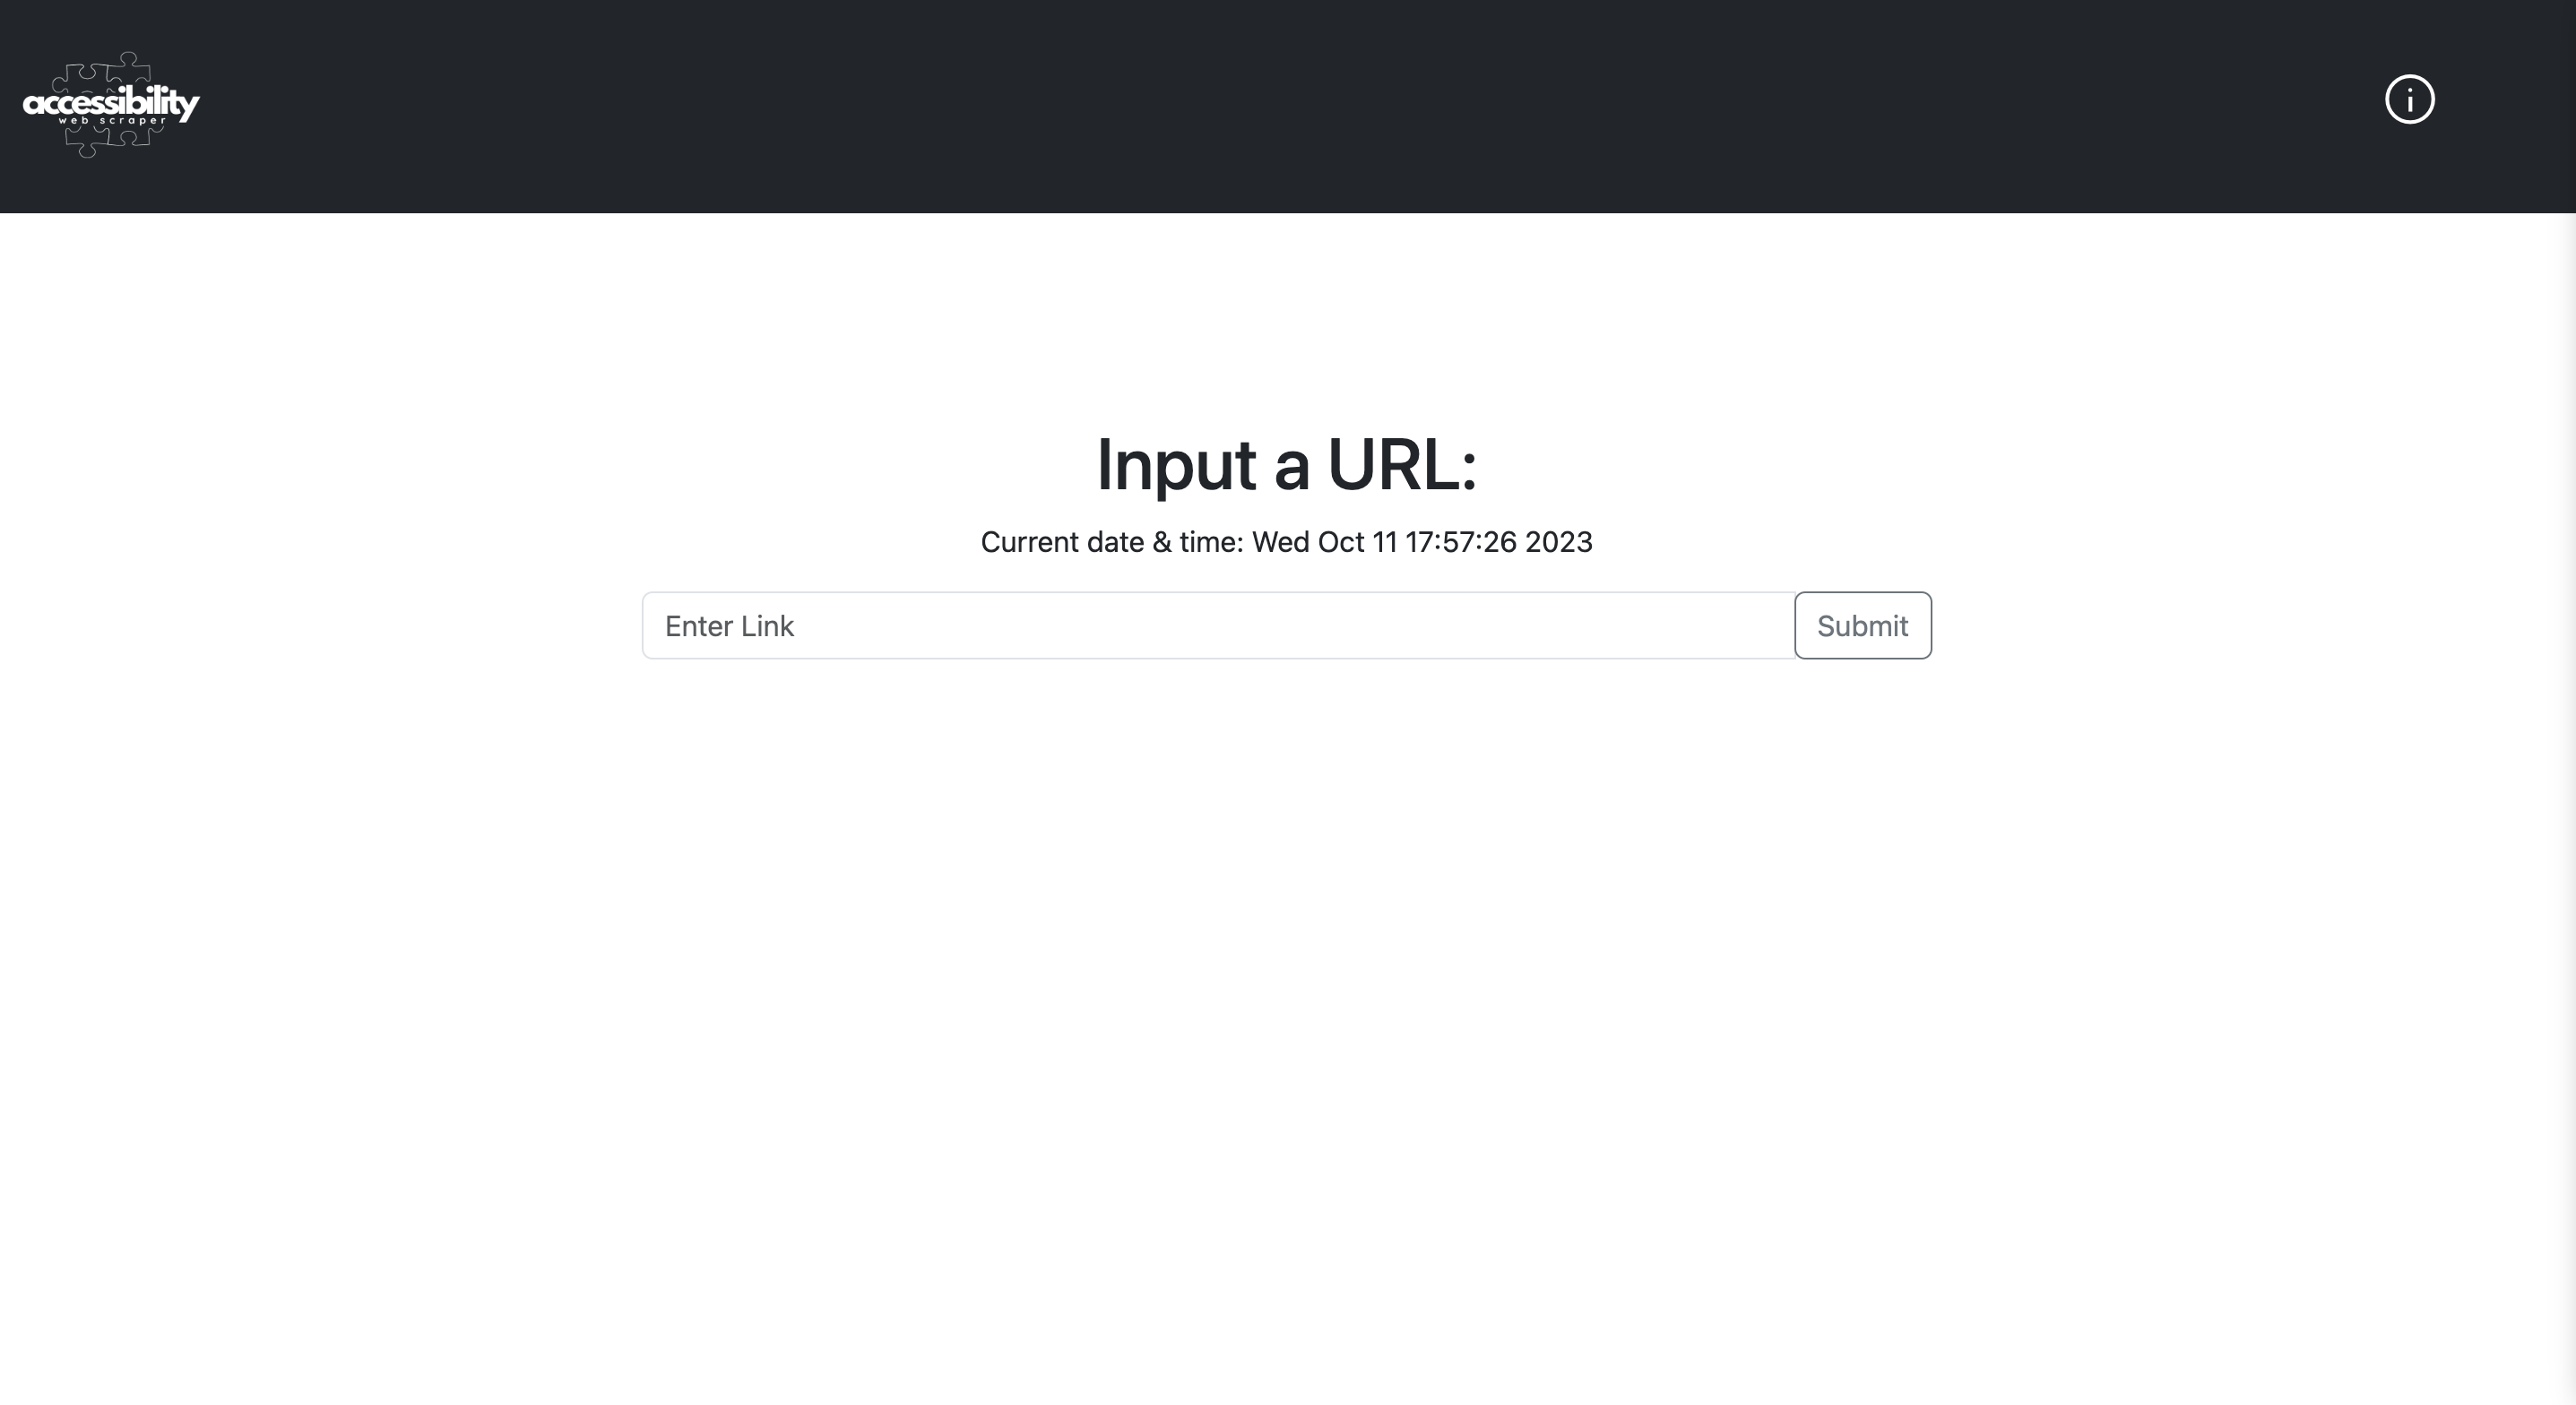 accessibility
web scraper
Input a URL:
Current date & time: Wed Oct 11 17:57:26 2023
Enter Link
Submit